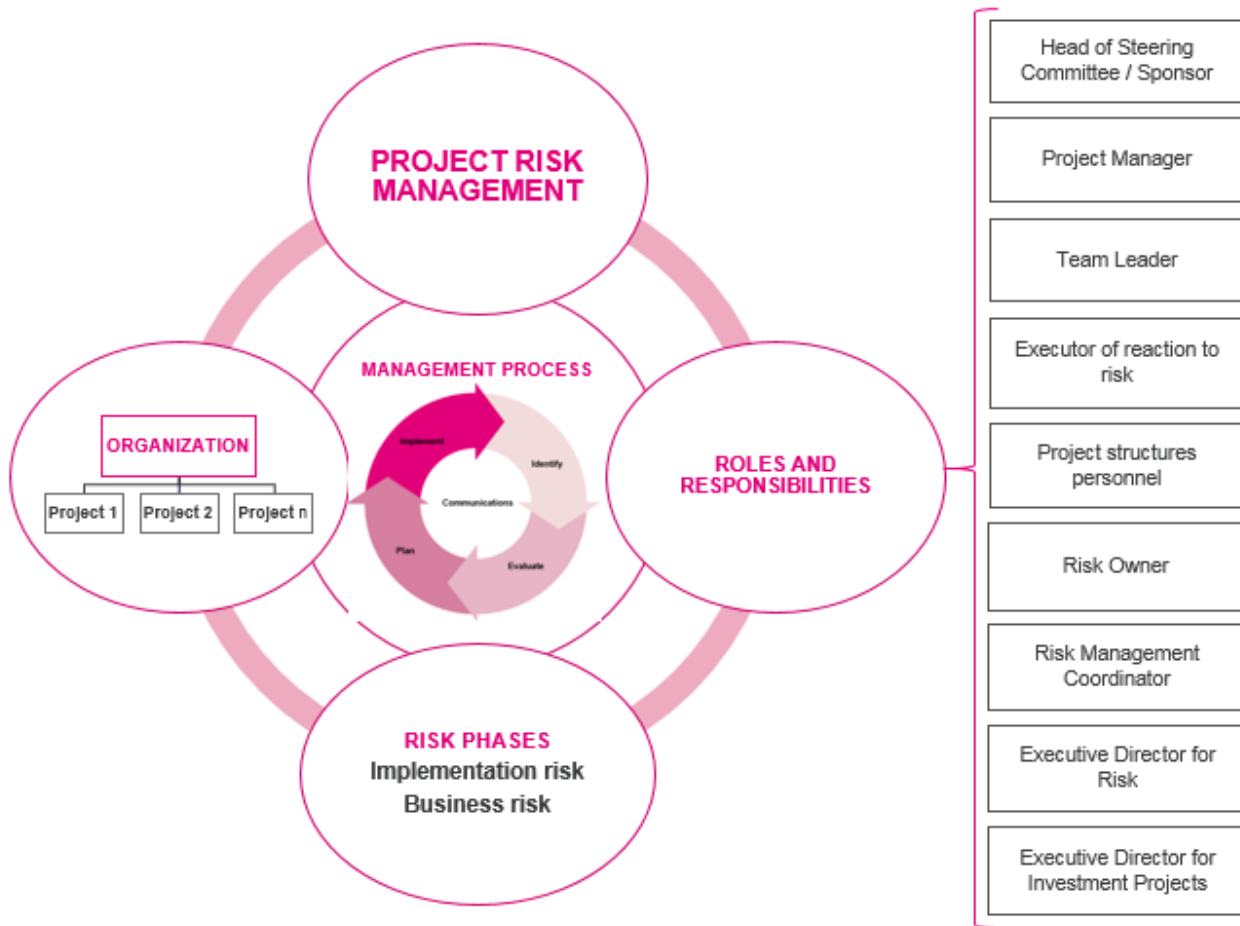 PROJECT RISK
MANAGEMENT
MANAGEMENT PROCESS
Implement
Identify
Communications
Plan
Evaluate
ORGANIZATION
Project 1
Project 2
Project n
ROLES AND
RESPONSIBILITIES
RISK PHASES
Implementation risk
Business risk
Head of Steering
Committee / Sponsor
Project Manager
Team Leader
Executor of reaction to
risk
Project structures
personnel
Risk Owner
Risk Management
Coordinator
Executive Director for
Risk
Executive Director for
Investment Projects